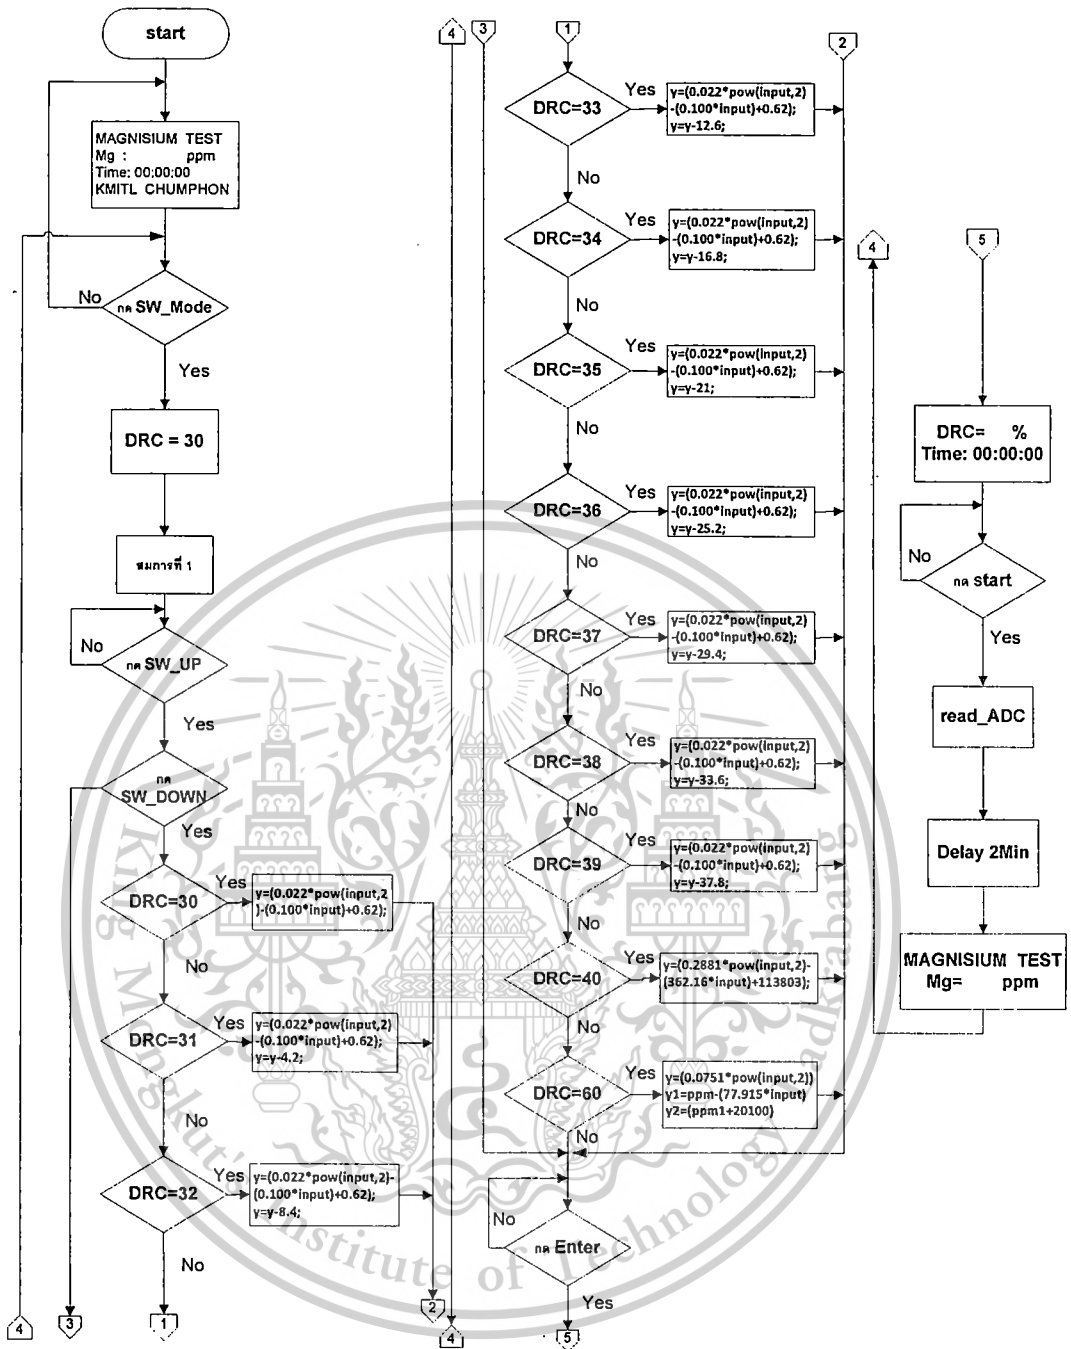 start
MAGNISIUM TEST
Mg : ppm
Time: 00:00:00
KMITL CHUMPHON
กด SW_Mode
No
Yes
DRC = 30
สมการที่ 1
กด SW_UP
No
Yes
กด
SW_DOWN
Yes
DRC=30
Yes
y=(0.022*pow(input,2
)-(0.100*input)+0.62);
No
DRC=31
Yes
y=(0.022*pow(input,2)
-(0.100*input)+0.62);
y=y-4.2;
No
DRC=32
Yes
y=(0.022*pow(input,2)-
(0.100*input)+0.62);
y=y-8.4;
No
4
3
1
2
4
4
3
1
2
DRC=33
Yes
y=(0.022*pow(input,2)
-(0.100*input)+0.62);
y=y-12.6;
No
DRC=34
Yes
y=(0.022*pow(input,2)
-(0.100*input)+0.62);
y=y-16.8;
No
DRC=35
Yes
y=(0.022*pow(input,2)
-(0.100*input)+0.62);
y=y-21;
No
DRC=36
Yes
y=(0.022*pow(input,2)
-(0.100*input)+0.62);
y=y-25.2;
No
DRC=37
Yes
y=(0.022*pow(input,2)
-(0.100*input)+0.62);
y=y-29.4;
No
DRC=38
Yes
y=(0.022*pow(input,2)
-(0.100*input)+0.62);
y=y-33.6;
No
DRC=39
Yes
y=(0.022*pow(input,2)
-(0.100*input)+0.62);
y=y-37.8;
No
DRC=40
Yes
y=(0.2881*pow(input,2)-
(362.16*input)+113803);
No
DRC=60
Yes
y=(0.0751*pow(input,2))
y1=ppm-(77.915*input)
y2=(ppm1+20100)
No
กด Enter
No
Yes
5
4
5
DRC= %
Time: 00:00:00
กด start
No
Yes
read_ADC
Delay 2Min
MAGNISIUM TEST
Mg= ppm
King Mongkut's Institute of Technology Ladkrabang